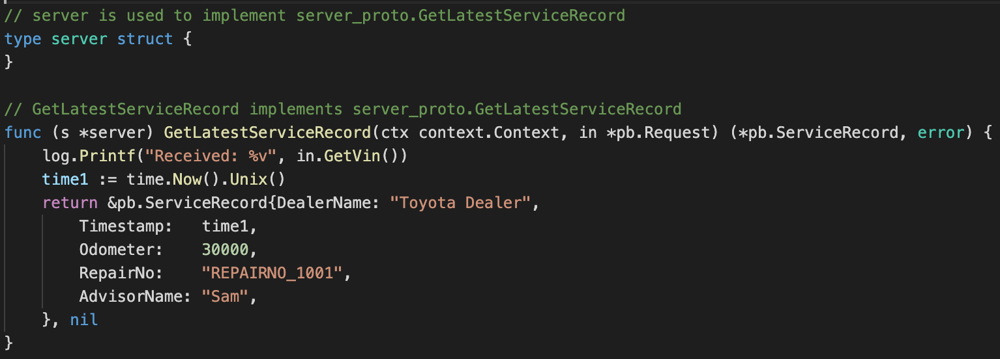 // server is used to implement server_proto.GetLatestServiceRecord
type server struct {
}
// GetLatestServiceRecord implements server_proto.GetLatestServiceRecord
func (s *server) GetLatestServiceRecord(ctx context.Context, in *pb.Request) (*pb.ServiceRecord, error) {
    log.Printf("Received: %v", in.GetVin())
    time1 := time.Now().Unix()
    return &pb.ServiceRecord{DealerName: "Toyota Dealer",
        Timestamp:   time1,
        Odometer:    30000,
        RepairNo:    "REPAIRNO_1001",
        AdvisorName: "Sam",
    }, nil
}